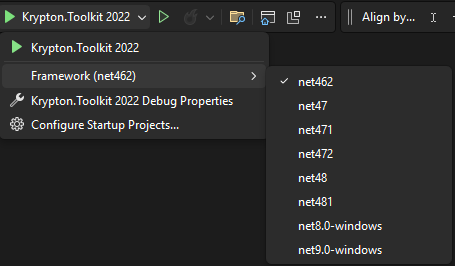 Krypton.Toolkit 2022
Align by...
Krypton.Toolkit 2022
Framework (net462)
Krypton.Toolkit 2022 Debug Properties
Configure Startup Projects...
net462
net47
net471
net472
net48
net481
net8.0-windows
net9.0-windows